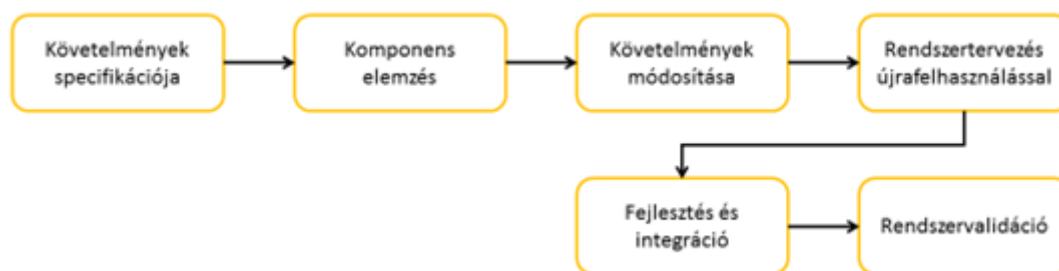 Követelmények
specifikációja
Komponens
elemzés
Követelmények
módosítása
Rendszertervezés
újrafelhasználással
Fejlesztés és
integráció
Rendszervalidáció